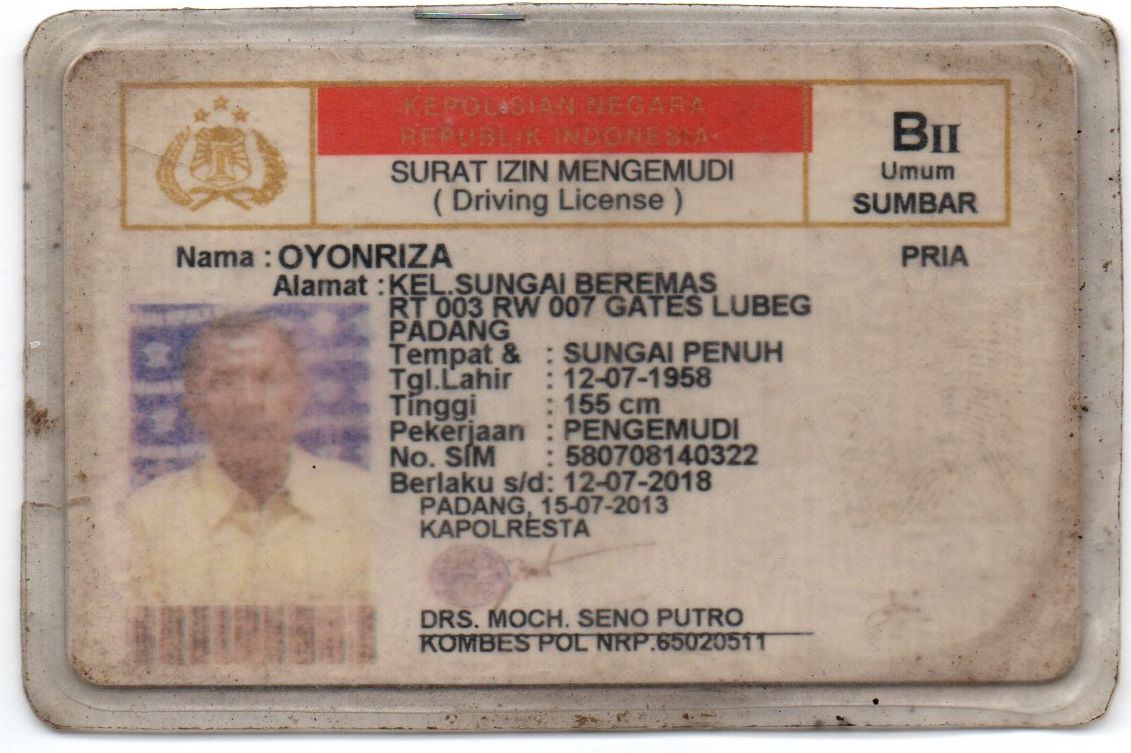 KEPOLISIAN NEGARA
REPUBLIK INDONESIA
SURAT IZIN MENGEMUDI
( Driving License )
BII
Umum
SUMBAR
Nama : OYONRIZA
PRIA
Alamat : KEL.SUNGAI BEREMAS
RT 003 RW 007 GATES LUBEG
PADANG
Tempat & : SUNGAI PENUH
Tgl.Lahir : 12-07-1958
Tinggi : 155 cm
Pekerjaan : PENGEMUDI
No. SIM : 580708140322
Berlaku s/d: 12-07-2018
PADANG, 15-07-2013
KAPOLRESTA
DRS. MOCH. SENO PUTRO
KOMBES POL NRP.65020511